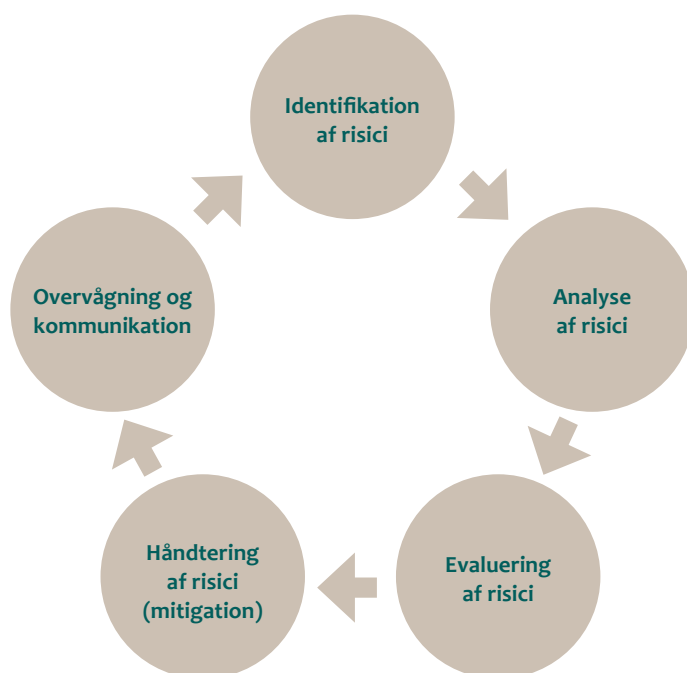 Identifikation
af risici
Analyse
af risici
Evaluering
af risici
Håndtering
af risici
(mitigation)
Overvågning og
kommunikation